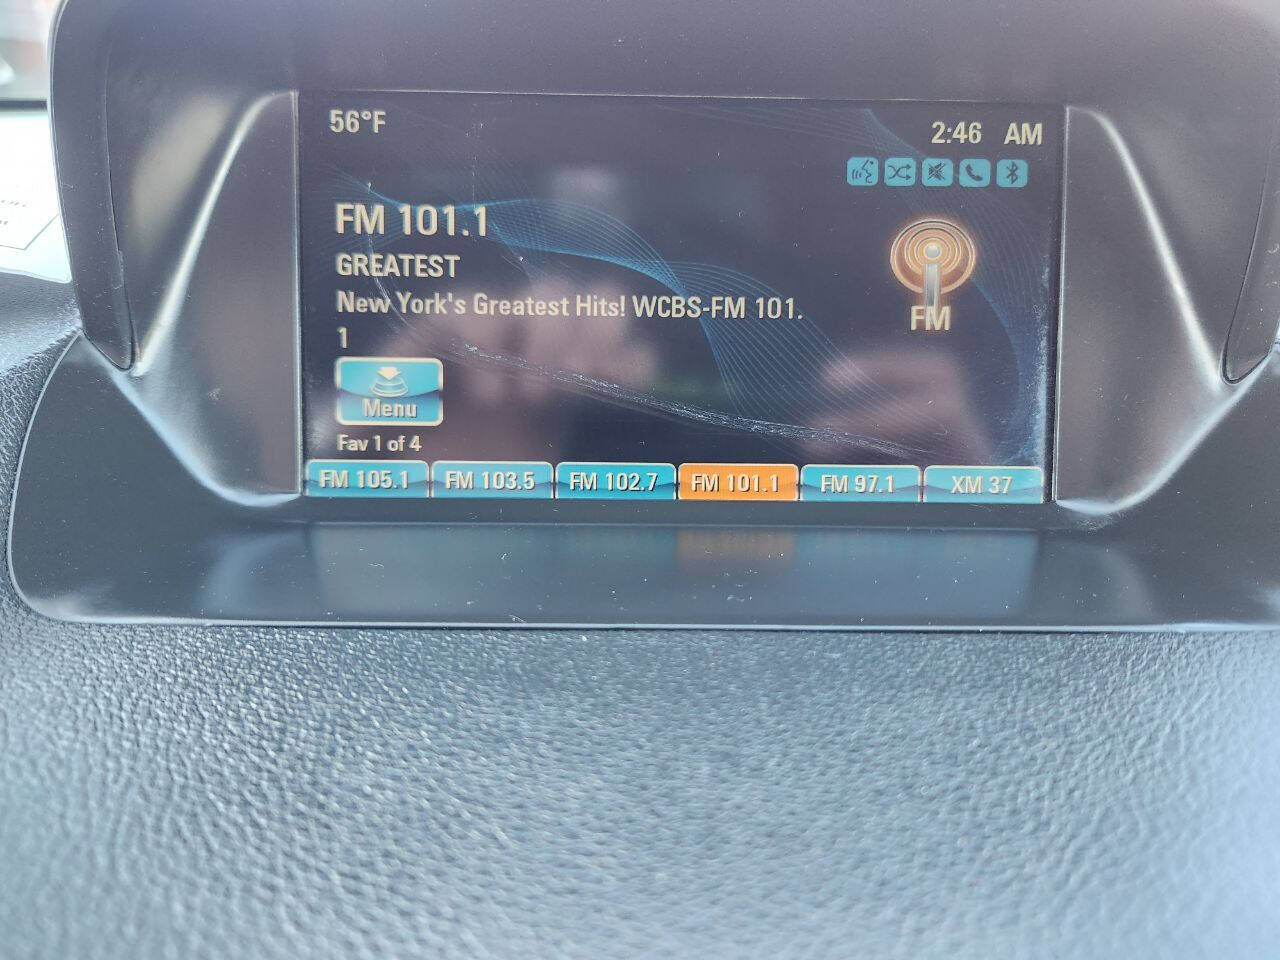 56°F
2:46 AM
FM 101.1
GREATEST
New York's Greatest Hits! WCBS-FM 101.
1
FM
Menu
Fav 1 of 4
FM 105.1 FM 103.5 FM 102.7 FM 101.1 FM 97.1 XM 37